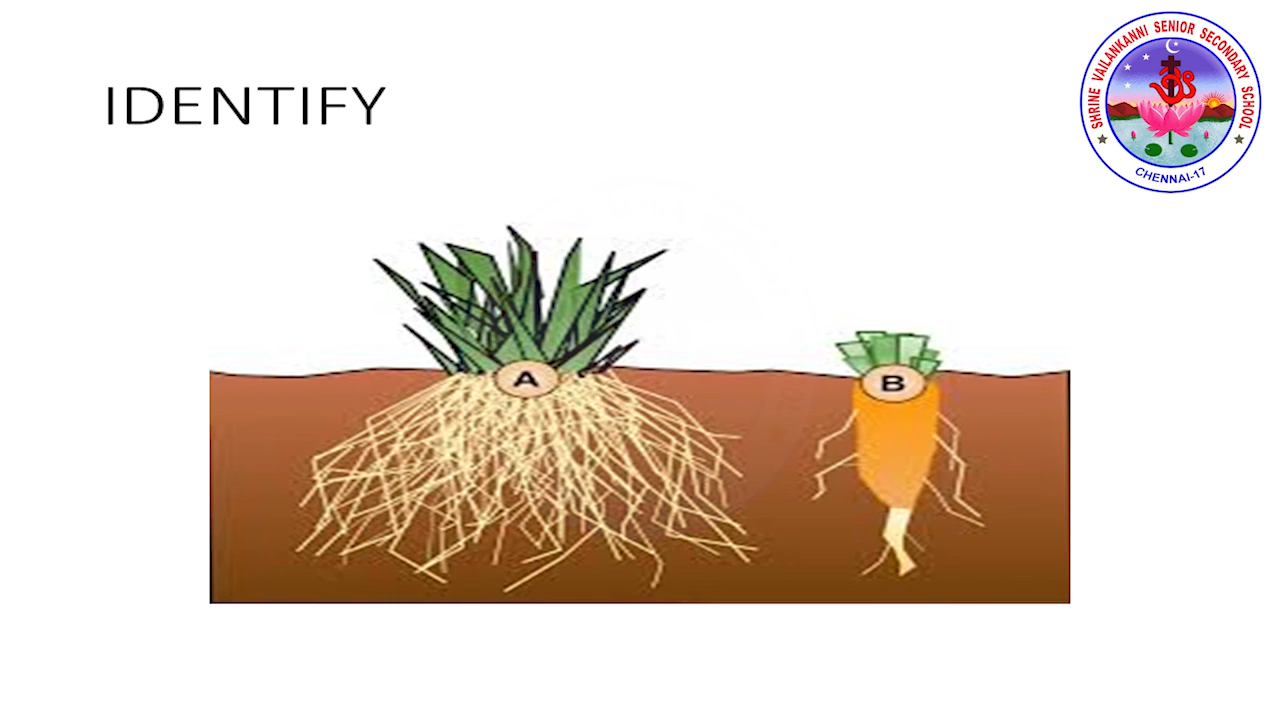 IDENTIFY
SHRINE VAILANKANNI SENIOR SECONDARY SCHOOL
CHENNAI-17
A
B